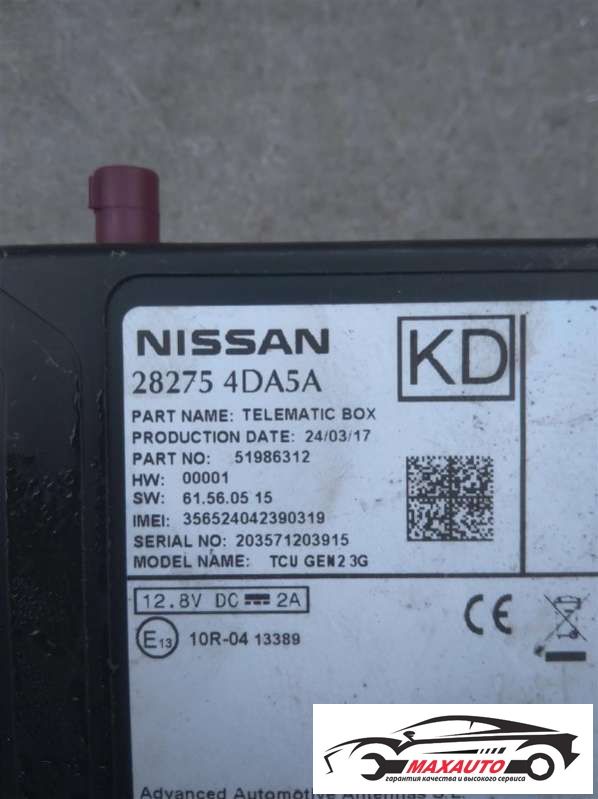 NISSAN
KD
28275 4DA5A
PART NAME: TELEMATIC BOX
PRODUCTION DATE: 24/03/17
PART NO: 51986312
HW: 00001
SW: 61.56.05 15
IMEI: 356524042390319
SERIAL NO: 203571203915
MODEL NAME: TCU GEN2 3G
12.8V DC 2A
E13 10R-04 13389
CE
Advanced Automotive Antennas S.L.
MAXAUTO
гарантия качества и высокого сервиса